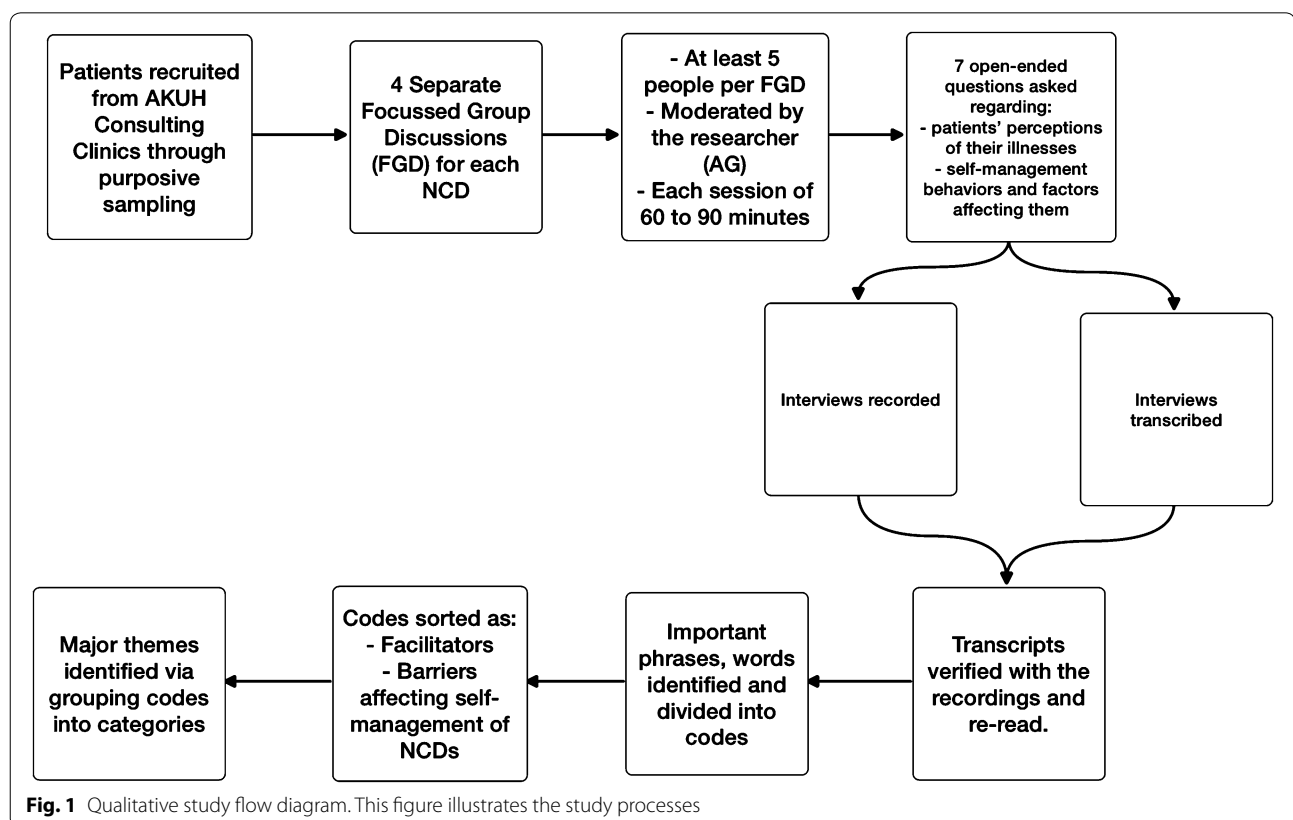 Patients recruited
from AKUH
Consulting
Clinics through
purposive
sampling
4 Separate
Focussed Group
Discussions
(FGD) for each
NCD
- At least 5
people per FGD
- Moderated by
the researcher
(AG)
- Each session of
60 to 90 minutes
7 open-ended
questions asked
regarding:
- patients' perceptions
of their illnesses
- self-management
behaviors and factors
affecting them
Interviews recorded
Interviews
transcribed
Transcripts
verified with the
recordings and
re-read.
Important
phrases, words
identified and
divided into
codes
Codes sorted as:
- Facilitators
- Barriers
affecting self-
management of
NCDs
Major themes
identified via
grouping codes
into categories
Fig. 1 Qualitative study flow diagram. This figure illustrates the study processes